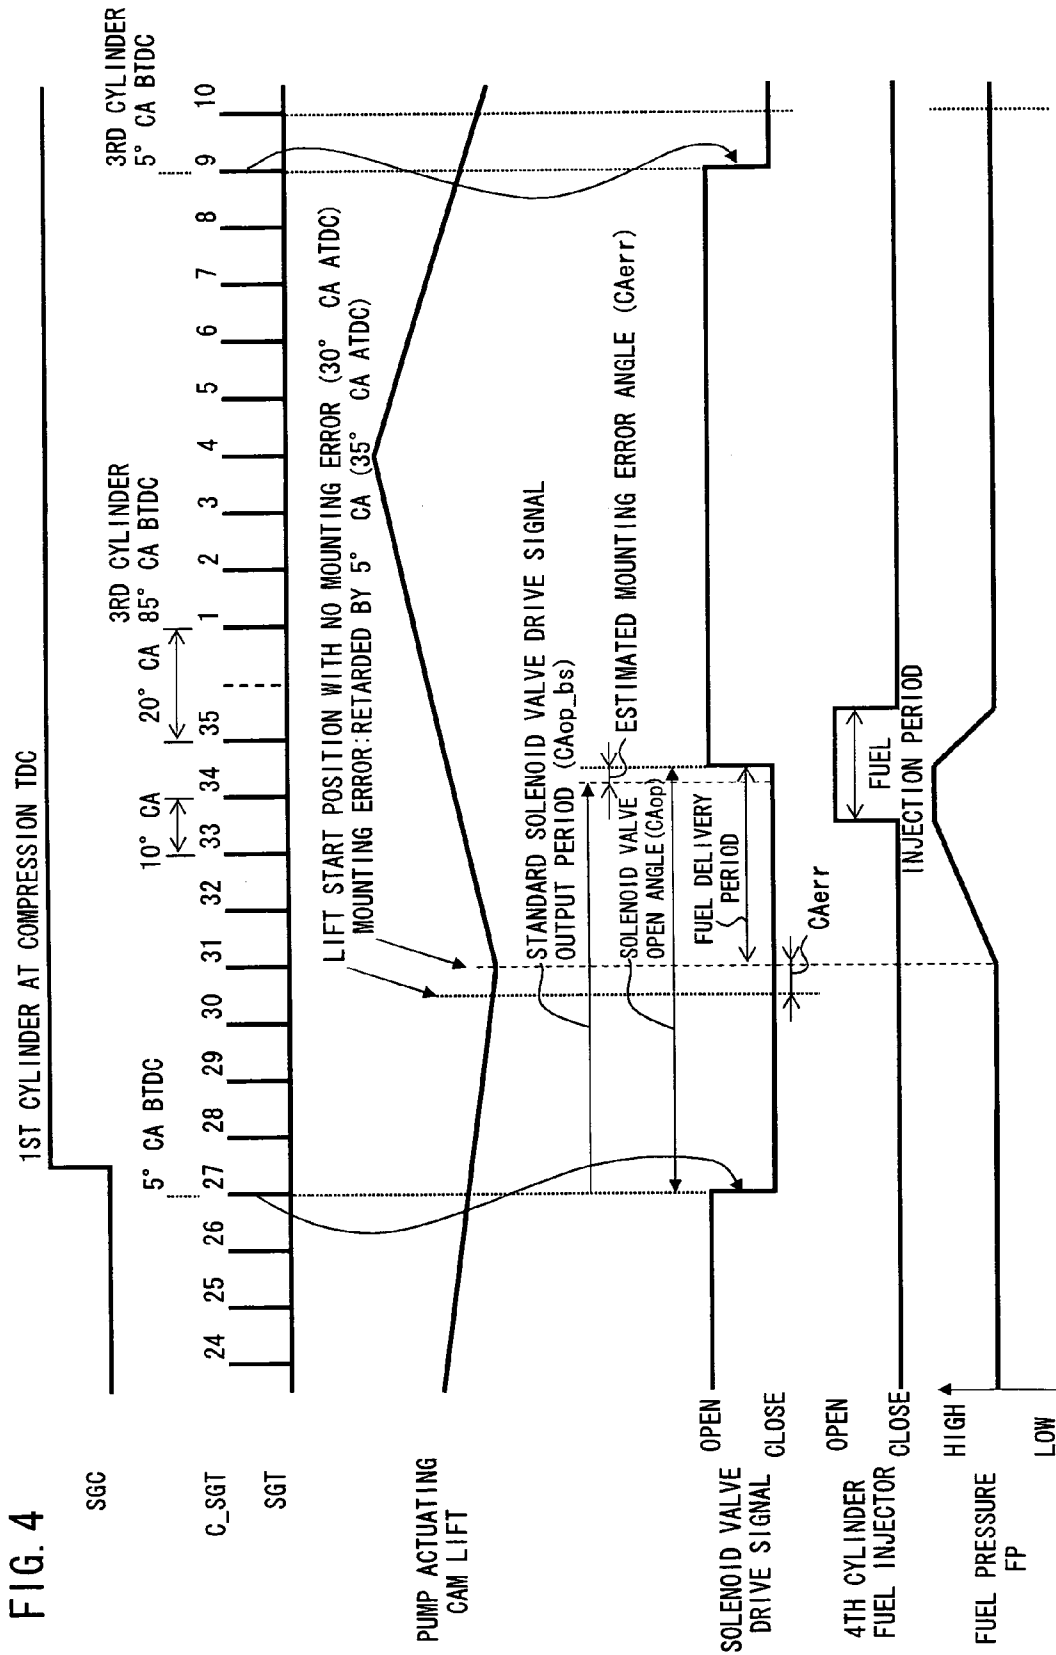 FIG. 4
1ST CYLINDER AT COMPRESSION TDC
SGC
3RD CYLINDER
5° CA BTDC
3RD CYLINDER
85° CA BTDC
20° CA
10° CA
5° CA BTDC
C_SGT
24 25 26 27 28 29 30 31 32 33 34 35 1 2 3 4 5 6 7 8 9 10
SGT
LIFT START POSITION WITH NO MOUNTING ERROR (30° CA ATDC)
MOUNTING ERROR:RETARDED BY 5° CA (35° CA ATDC)
PUMP ACTUATING
CAM LIFT
STANDARD SOLENOID VALVE DRIVE SIGNAL
OUTPUT PERIOD (CAop_bs)
ESTIMATED MOUNTING ERROR ANGLE (CAerr)
SOLENOID VALVE
OPEN ANGLE(CAop)
FUEL DELIVERY
PERIOD
CAerr
OPEN
CLOSE
SOLENOID VALVE
DRIVE SIGNAL
OPEN
CLOSE
4TH CYLINDER
FUEL INJECTOR
FUEL
INJECTION PERIOD
HIGH
LOW
FUEL PRESSURE
FP